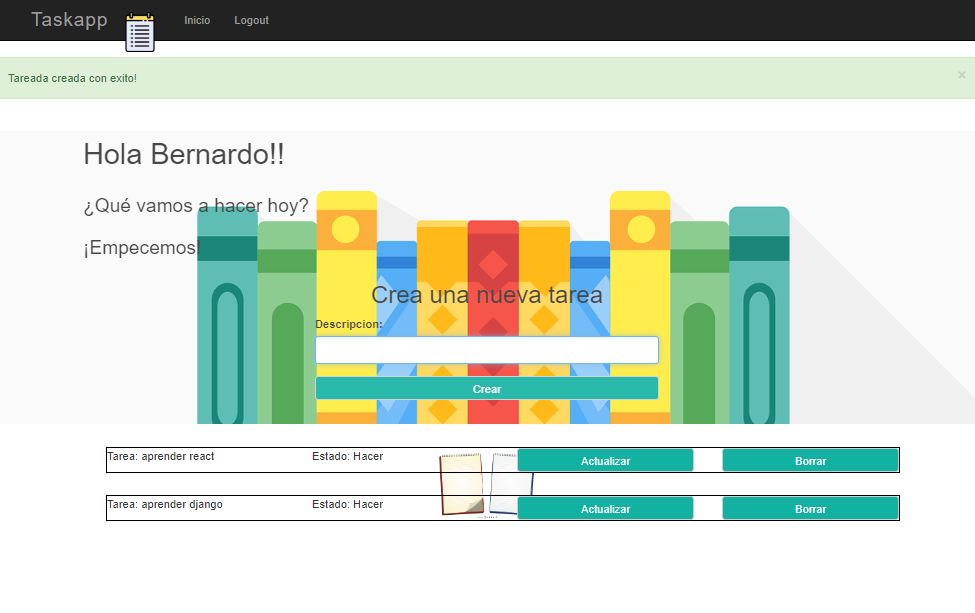 Taskapp Inicio Logout
Tareada creada con exito! ×
Hola Bernardo!!
¿Qué vamos a hacer hoy?
¡Empecemos!
Crea una nueva tarea
Descripcion:
Crear
Tarea: aprender react Estado: Hacer Actualizar Borrar
Tarea: aprender django Estado: Hacer Actualizar Borrar